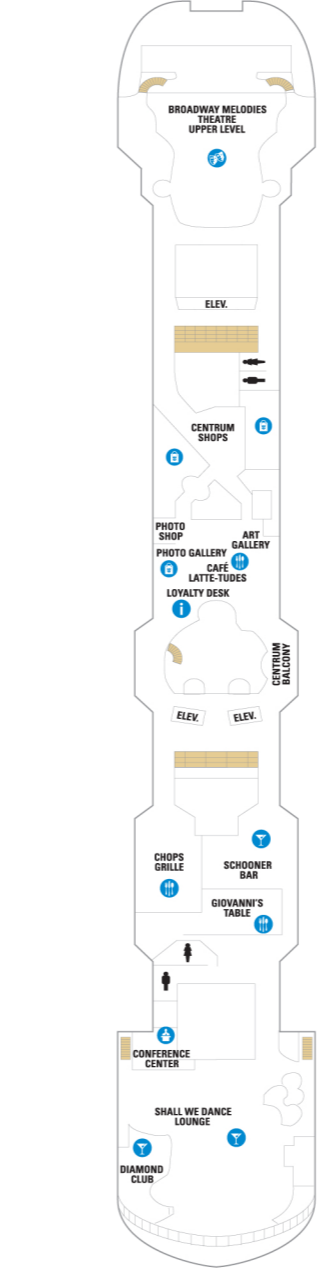 BROADWAY MELODIES
THEATRE
UPPER LEVEL
ELEV.
CENTRUM
SHOPS
PHOTO
SHOP
ART
GALLERY
PHOTO GALLERY
CAFÉ
LATTE-TUDES
LOYALTY DESK
i
CENTRUM
BALCONY
ELEV.
ELEV.
CHOPS
GRILLE
SCHOONER
BAR
GIOVANNI'S
TABLE
CONFERENCE
CENTER
SHALL WE DANCE
LOUNGE
DIAMOND
CLUB